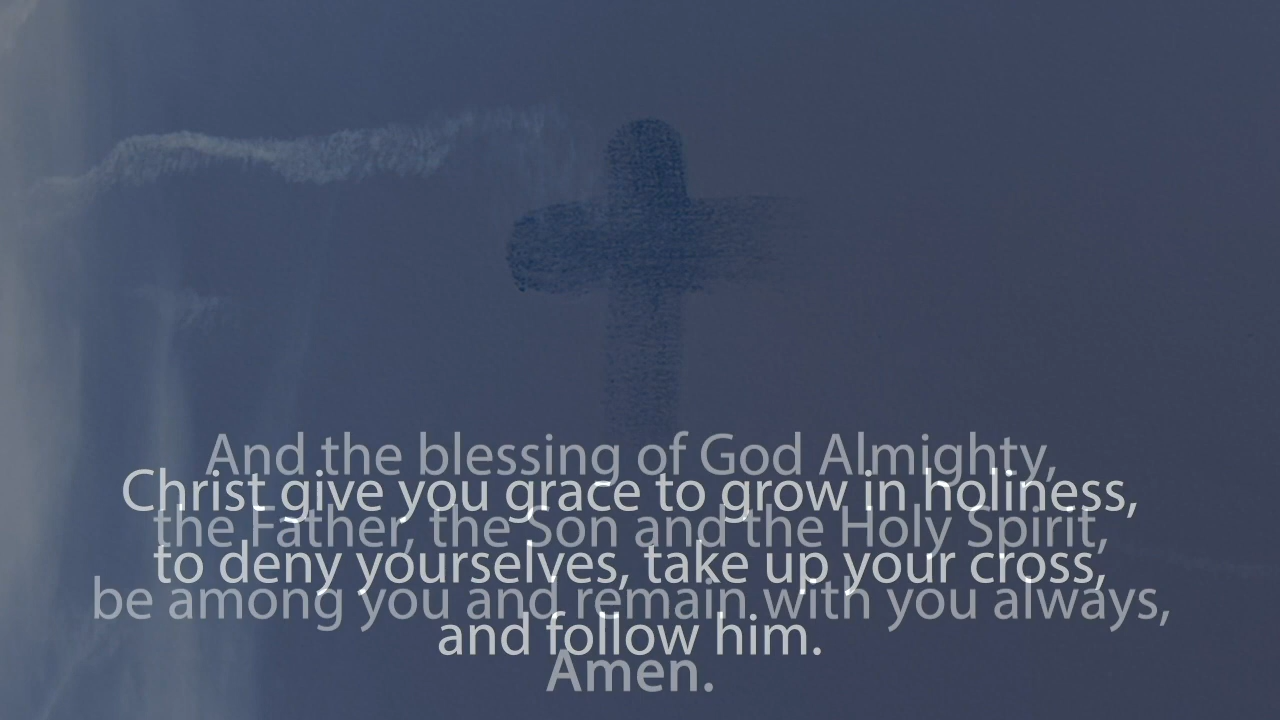 And the blessing of God Almighty,
Christ give you grace to grow in holiness,
the Father, the Son and the Holy Spirit,
to deny yourselves, take up your cross,
be among you and remain with you always,
and follow him.
Amen.